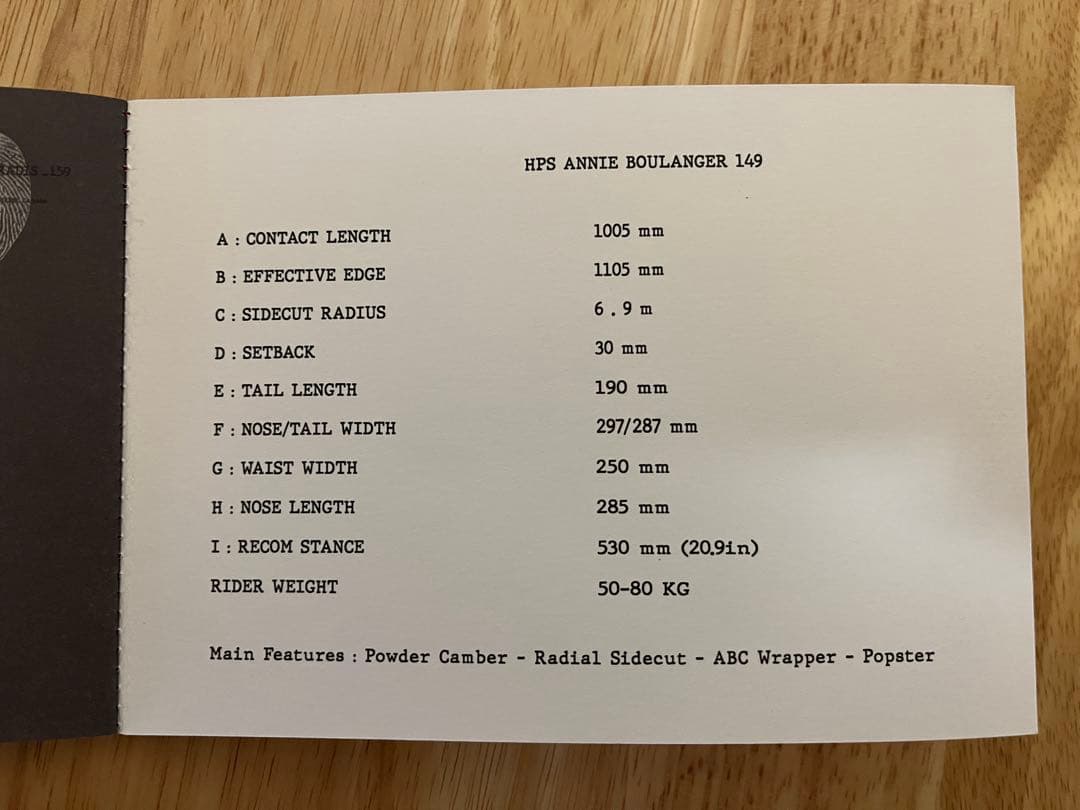 HPS ANNIE BOULANGER 149
A : CONTACT LENGTH 1005 mm
B : EFFECTIVE EDGE 1105 mm
C : SIDECUT RADIUS 6 . 9 m
D : SETBACK 30 mm
E : TAIL LENGTH 190 mm
F : NOSE/TAIL WIDTH 297/287 mm
G : WAIST WIDTH 250 mm
H : NOSE LENGTH 285 mm
I : RECOM STANCE 530 mm (20.9in)
RIDER WEIGHT 50-80 KG
Main Features : Powder Camber - Radial Sidecut - ABC Wrapper - Popster